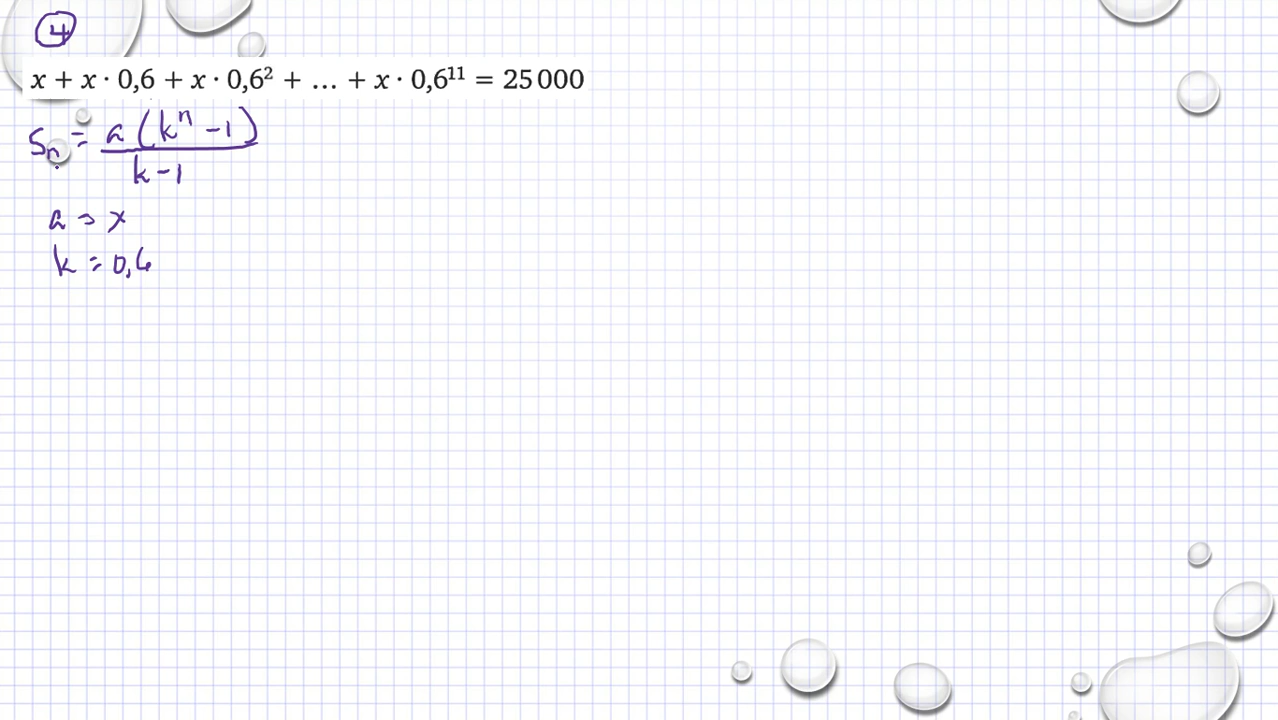 ④
x + x · 0,6 + x · 0,6² + … + x · 0,6¹¹ = 25 000
Sₙ = a (kⁿ − 1) / k − 1
a = x
k = 0,6